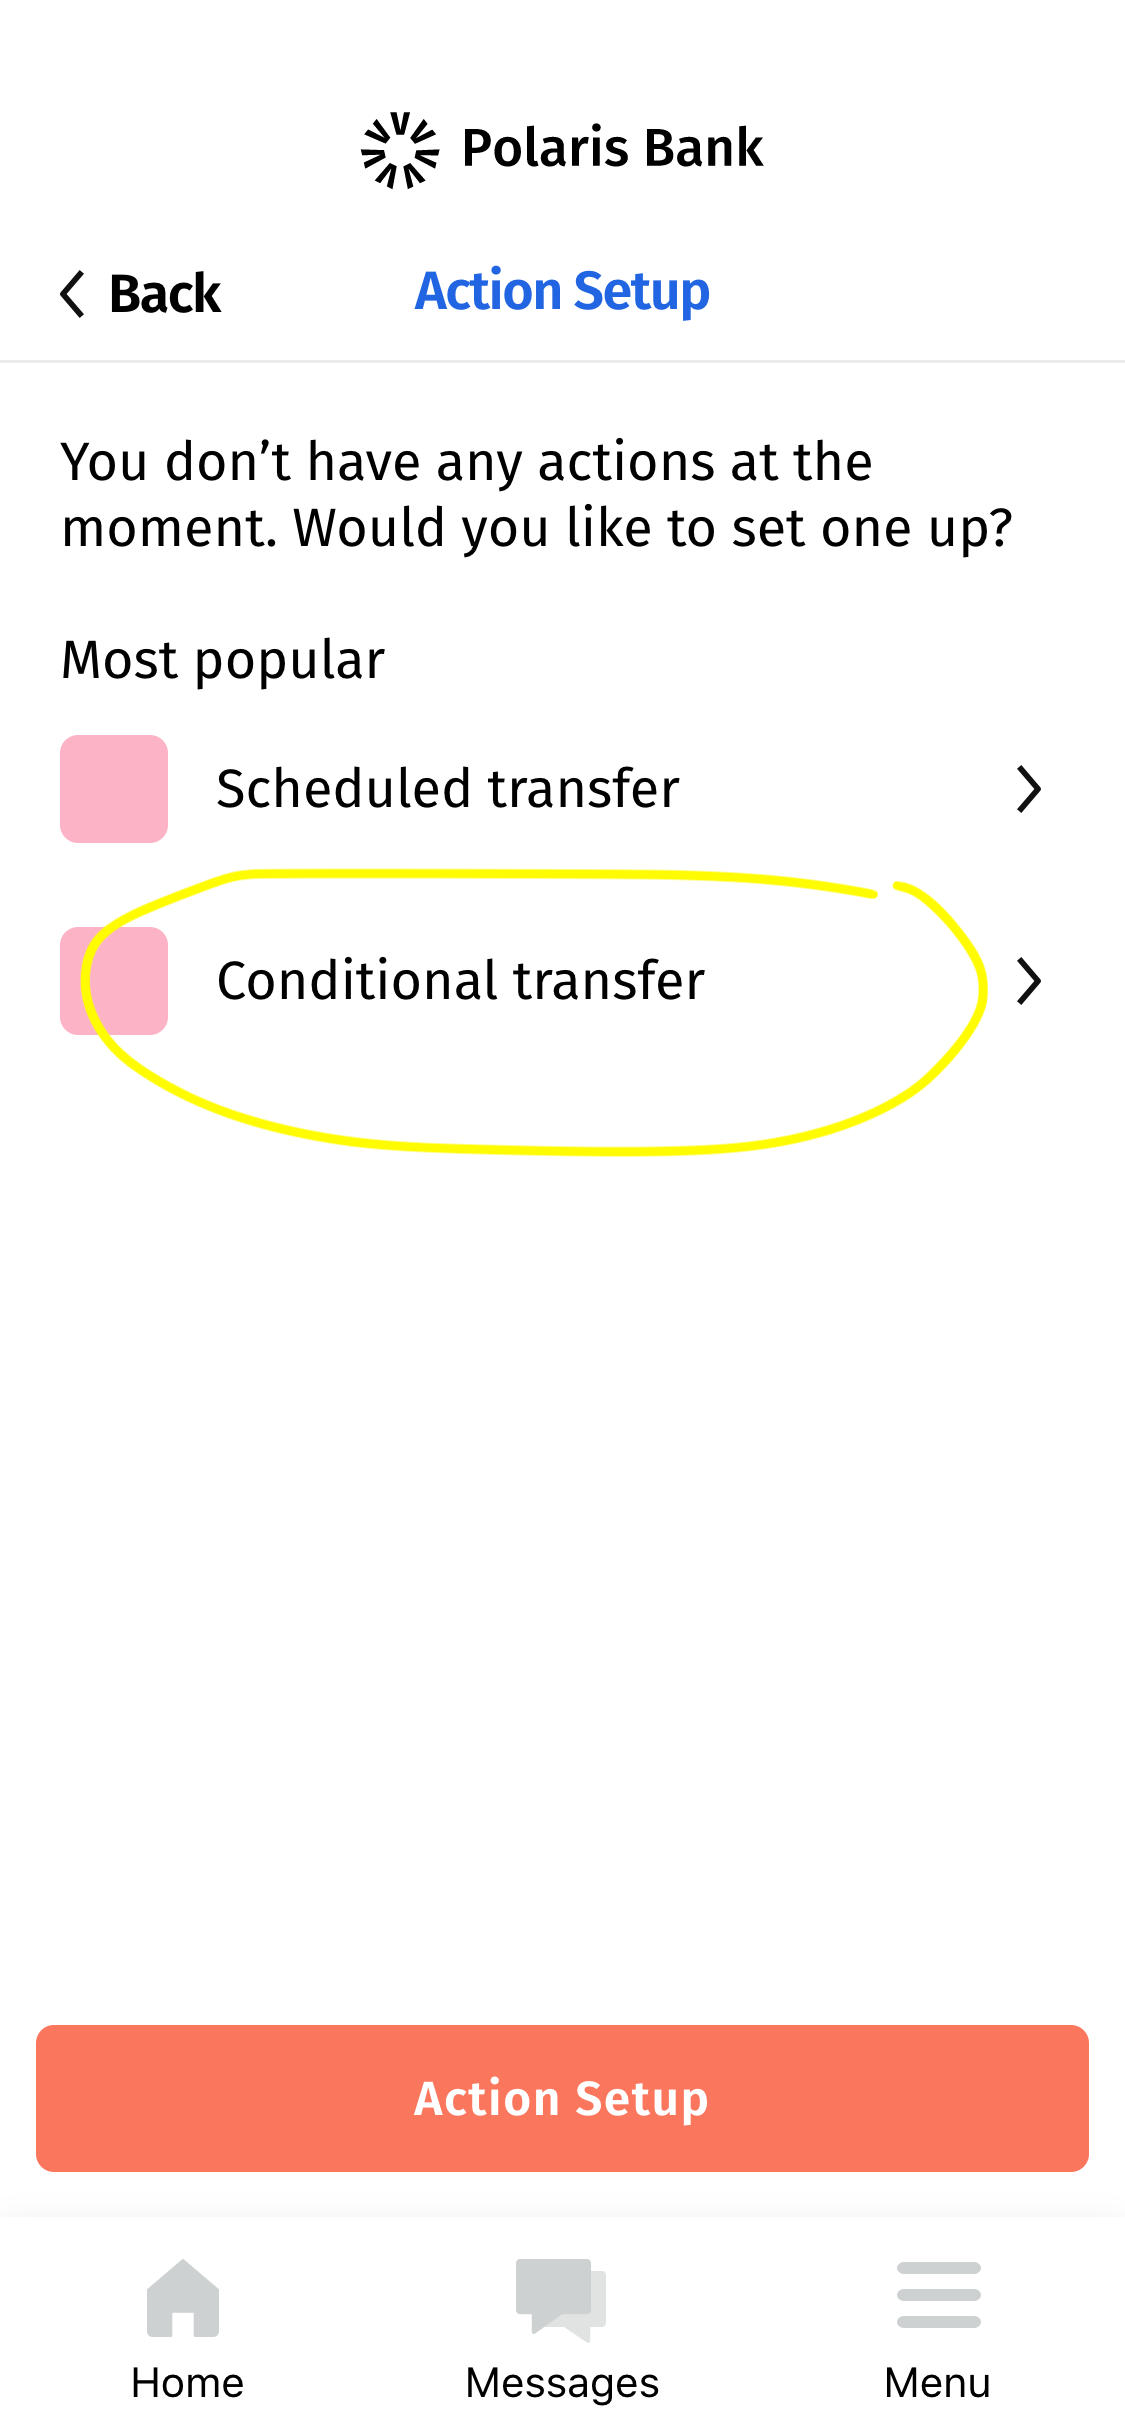 Polaris Bank
Back
Action Setup
You don’t have any actions at the
moment. Would you like to set one up?
Most popular
Scheduled transfer
Conditional transfer
Action Setup
Home
Messages
Menu